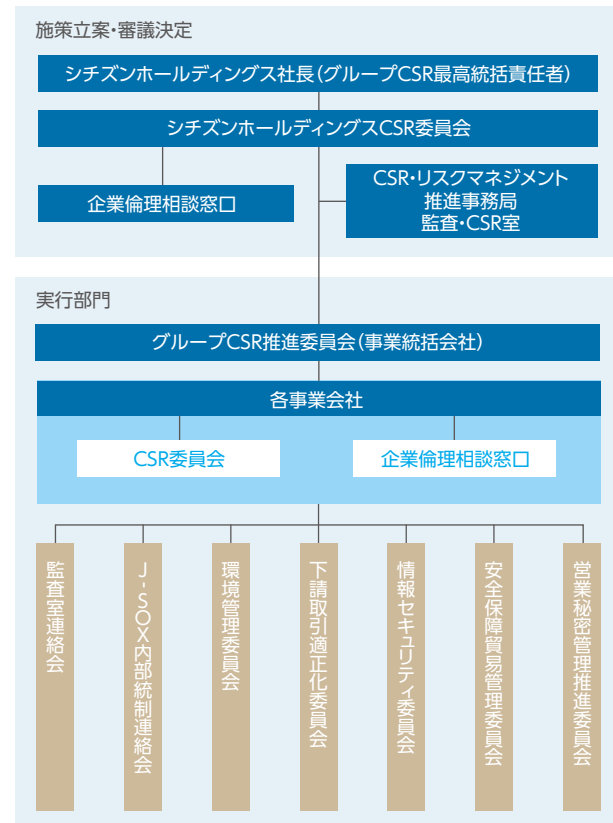 施策立案・審議決定
シチズンホールディングス社長（グループCSR最高統括責任者）
シチズンホールディングスCSR委員会
企業倫理相談窓口
CSR・リスクマネジメント
推進事務局
監査・CSR室
実行部門
グループCSR推進委員会（事業統括会社）
各事業会社
CSR委員会
企業倫理相談窓口
監査室連絡会
J-SOX内部統制連絡会
環境管理委員会
下請取引適正化委員会
情報セキュリティ委員会
安全保障貿易管理委員会
営業秘密管理推進委員会